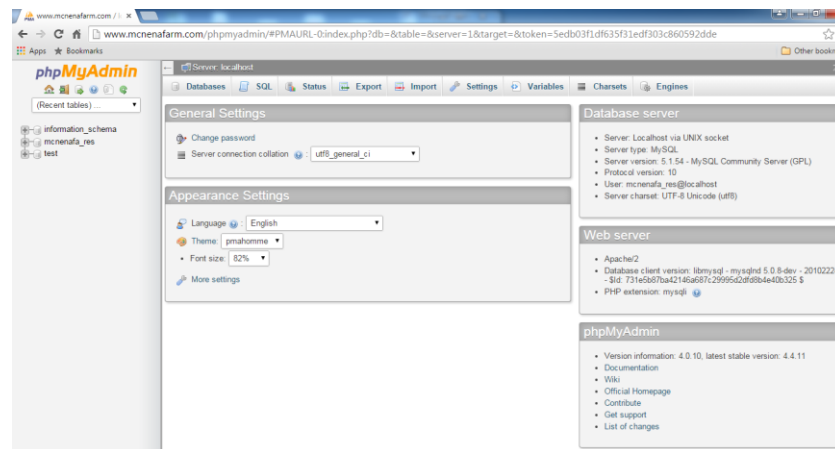 www.mcnenafarm.com / lo
www.mcnenafarm.com/phpmyadmin/#PMAURL-0:index.php?db=&table=&server=1&target=&token=5edb03f1df635f31edf303c860592dde
Apps Bookmarks Other bookm
phpMyAdmin
(Recent tables) ...
information_schema
mcnenafa_res
test
Server: localhost
Databases SQL Status Export Import Settings Variables Charsets Engines
General Settings
Change password
Server connection collation : utf8_general_ci
Appearance Settings
Language : English
Theme: pmahomme
Font size: 82%
More settings
Database server
Server: Localhost via UNIX socket
Server type: MySQL
Server version: 5.1.54 - MySQL Community Server (GPL)
Protocol version: 10
User: mcnenafa_res@localhost
Server charset: UTF-8 Unicode (utf8)
Web server
Apache/2
Database client version: libmysql - mysqlnd 5.0.8-dev - 2010222
- $Id: 731e5b87ba42146a687c29995d2dfd8b4e40b325 $
PHP extension: mysqli
phpMyAdmin
Version information: 4.0.10, latest stable version: 4.4.11
Documentation
Wiki
Official Homepage
Contribute
Get support
List of changes